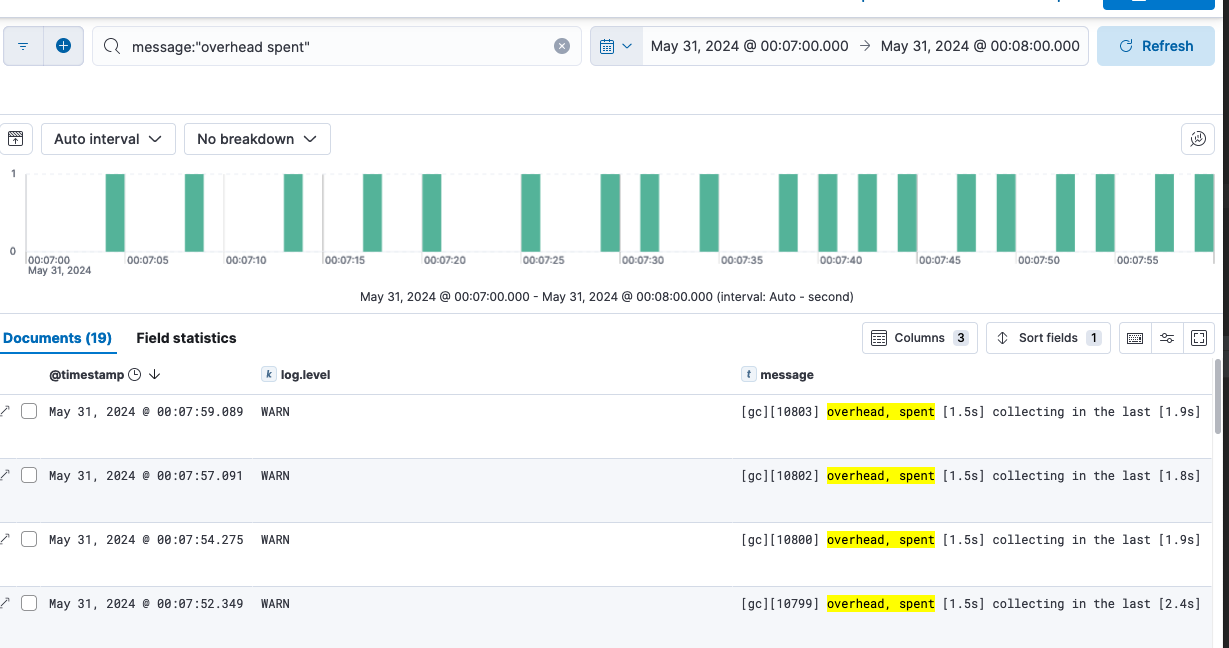 message:"overhead spent"
May 31, 2024 @ 00:07:00.000 → May 31, 2024 @ 00:08:00.000
Refresh
Auto interval
No breakdown
1
0
00:07:00 00:07:05 00:07:10 00:07:15 00:07:20 00:07:25 00:07:30 00:07:35 00:07:40 00:07:45 00:07:50 00:07:55
May 31, 2024
May 31, 2024 @ 00:07:00.000 - May 31, 2024 @ 00:08:00.000 (interval: Auto - second)
Documents (19) Field statistics
Columns 3 Sort fields 1
@timestamp k log.level t message
May 31, 2024 @ 00:07:59.089 WARN [gc][10803] overhead, spent [1.5s] collecting in the last [1.9s]
May 31, 2024 @ 00:07:57.091 WARN [gc][10802] overhead, spent [1.5s] collecting in the last [1.8s]
May 31, 2024 @ 00:07:54.275 WARN [gc][10800] overhead, spent [1.5s] collecting in the last [1.9s]
May 31, 2024 @ 00:07:52.349 WARN [gc][10799] overhead, spent [1.5s] collecting in the last [2.4s]